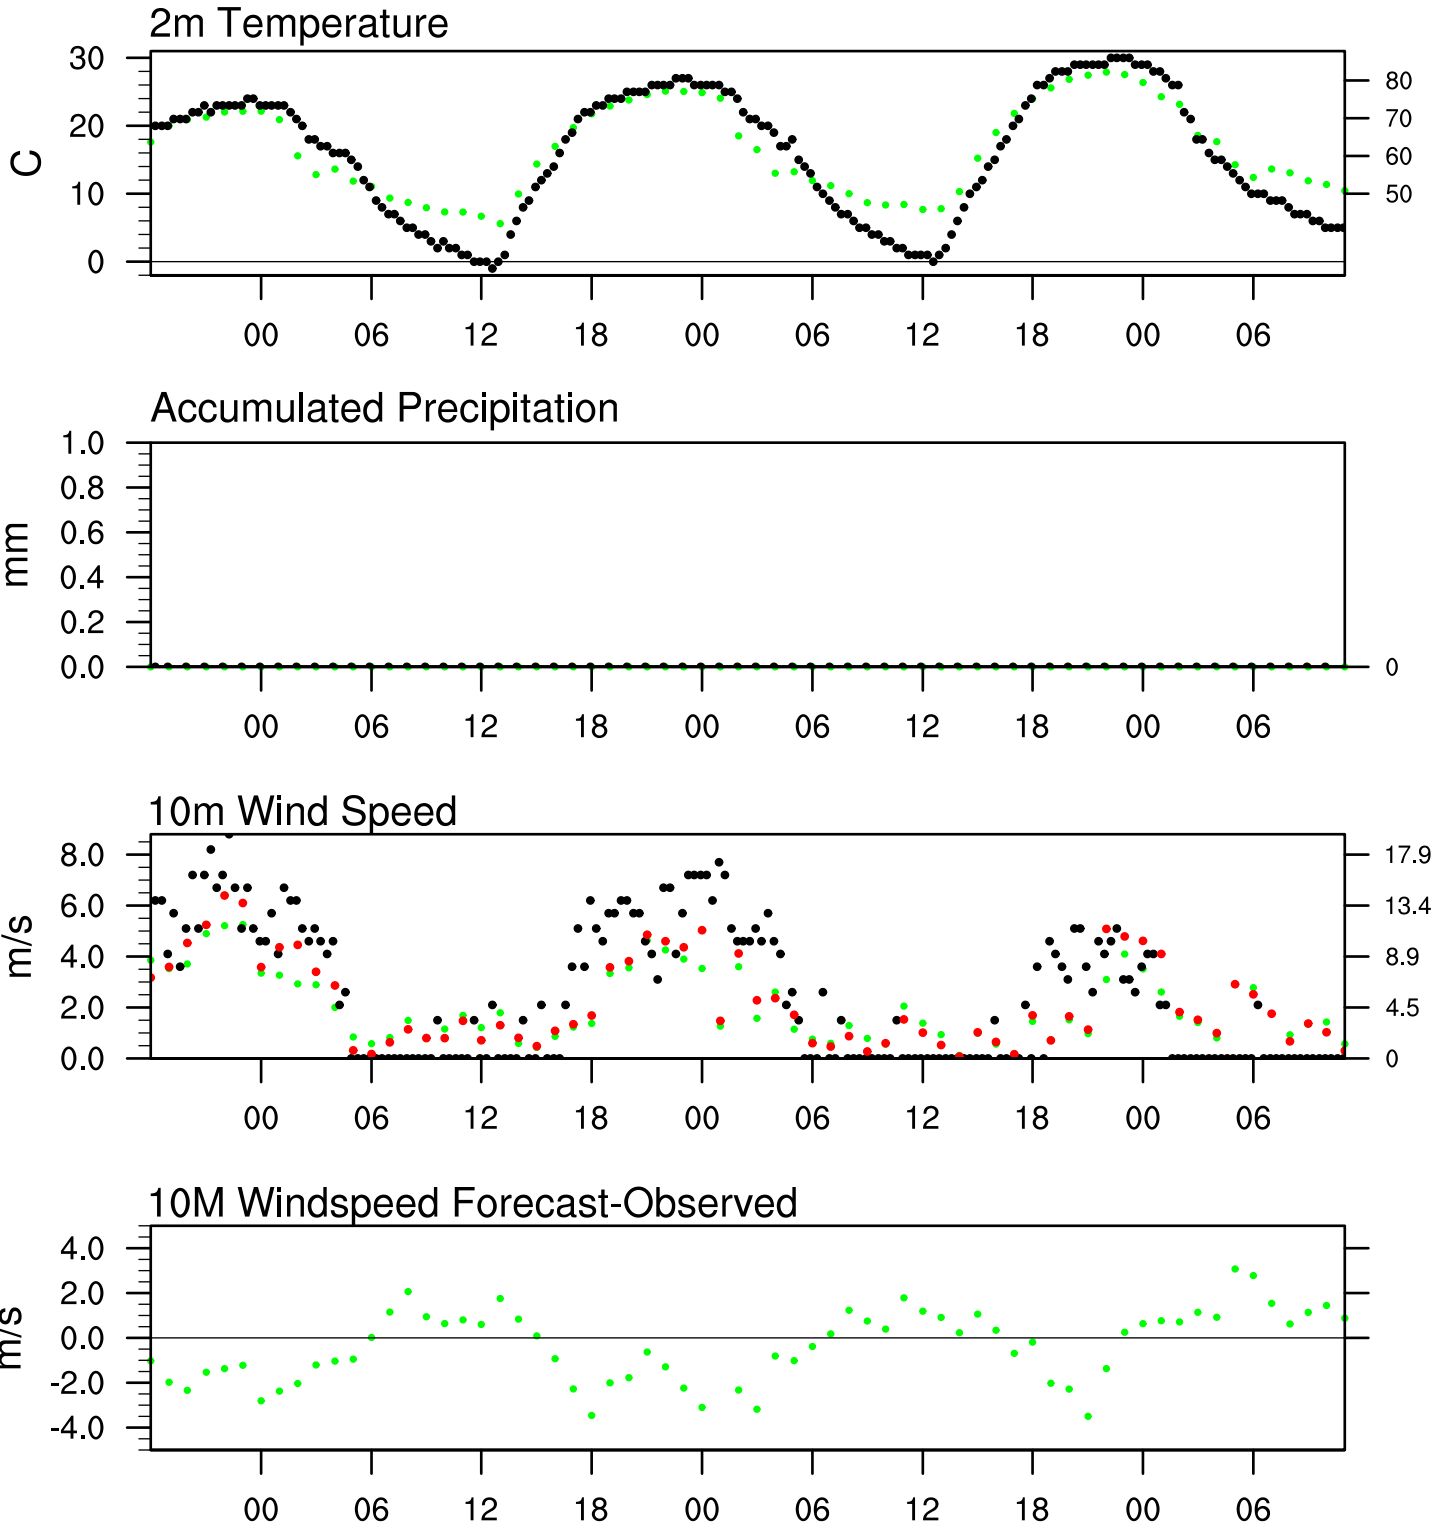 2m Temperature
30
20
10
0
C
80
70
60
50
00 06 12 18 00 06 12 18 00 06
Accumulated Precipitation
1.0
0.8
0.6
0.4
0.2
0.0
mm
0
00 06 12 18 00 06 12 18 00 06
10m Wind Speed
8.0
6.0
4.0
2.0
0.0
m/s
17.9
13.4
8.9
4.5
0
00 06 12 18 00 06 12 18 00 06
10M Windspeed Forecast-Observed
4.0
2.0
0.0
-2.0
-4.0
m/s
00 06 12 18 00 06 12 18 00 06